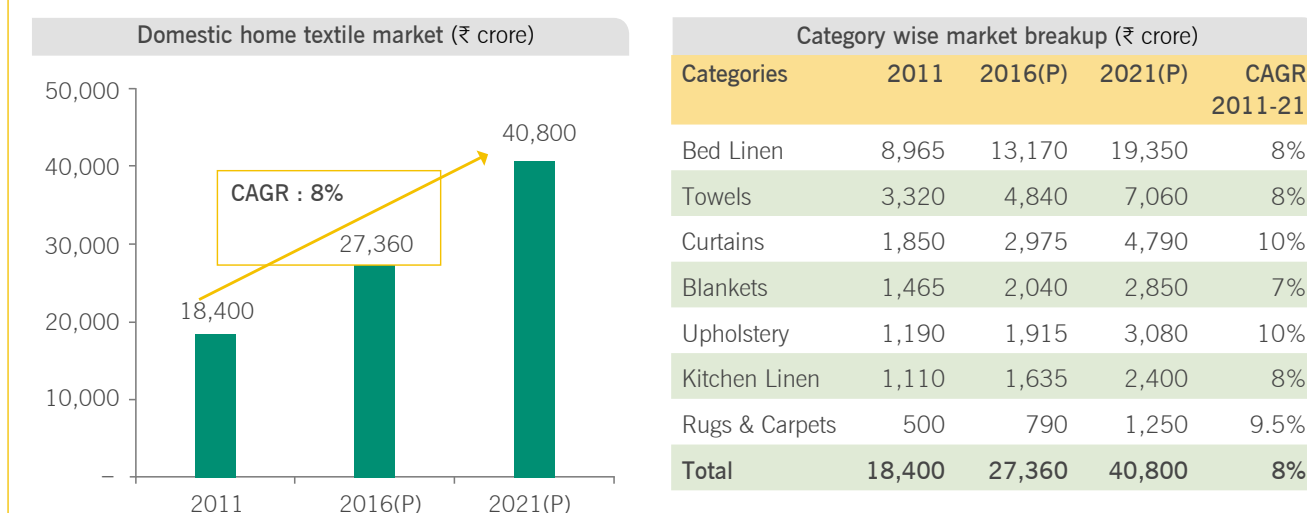 Domestic home textile market (₹ crore)
50,000
40,000
30,000
20,000
10,000
–
CAGR : 8%
18,400
27,360
40,800
2011 2016(P) 2021(P)
Category wise market breakup (₹ crore)
Categories 2011 2016(P) 2021(P) CAGR
2011-21
Bed Linen 8,965 13,170 19,350 8%
Towels 3,320 4,840 7,060 8%
Curtains 1,850 2,975 4,790 10%
Blankets 1,465 2,040 2,850 7%
Upholstery 1,190 1,915 3,080 10%
Kitchen Linen 1,110 1,635 2,400 8%
Rugs & Carpets 500 790 1,250 9.5%
Total 18,400 27,360 40,800 8%